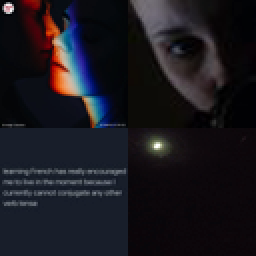 learning French has really encouraged
me to live in the moment because I
currently cannot conjugate any other
verb tense